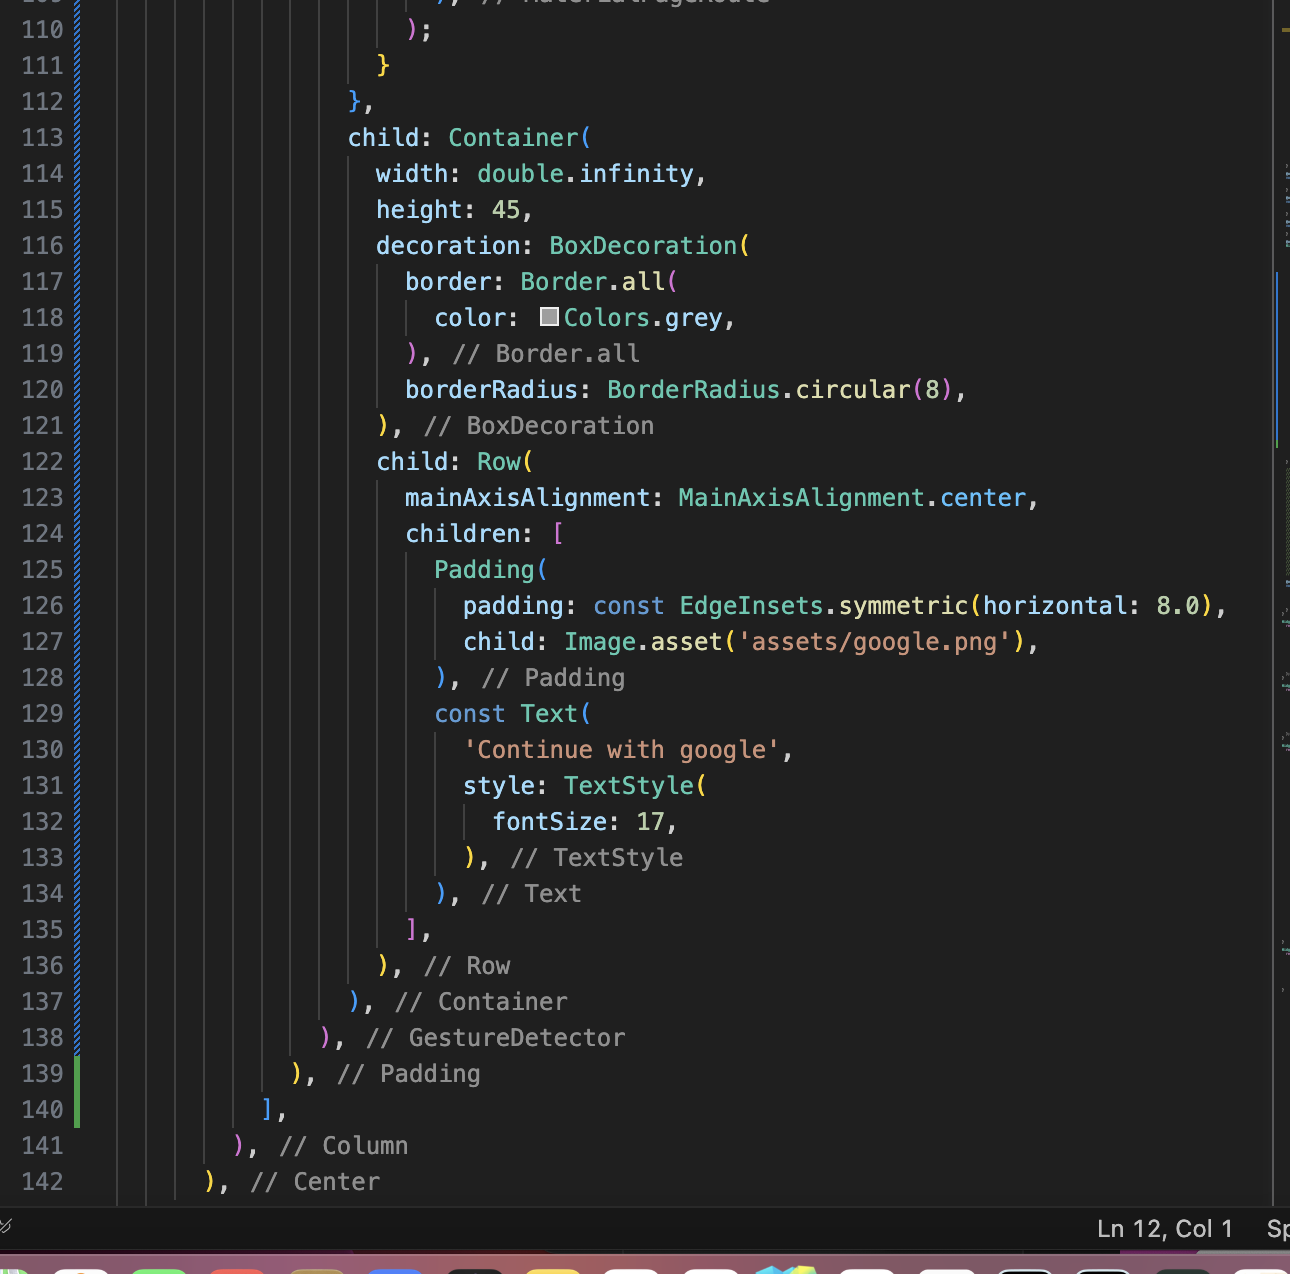 110 );
111 }
112 },
113 child: Container(
114 width: double.infinity,
115 height: 45,
116 decoration: BoxDecoration(
117 border: Border.all(
118 color: Colors.grey,
119 ), // Border.all
120 borderRadius: BorderRadius.circular(8),
121 ), // BoxDecoration
122 child: Row(
123 mainAxisAlignment: MainAxisAlignment.center,
124 children: [
125 Padding(
126 padding: const EdgeInsets.symmetric(horizontal: 8.0),
127 child: Image.asset('assets/google.png'),
128 ), // Padding
129 const Text(
130 'Continue with google',
131 style: TextStyle(
132 fontSize: 17,
133 ), // TextStyle
134 ), // Text
135 ],
136 ), // Row
137 ), // Container
138 ), // GestureDetector
139 ), // Padding
140 ],
141 ), // Column
142 ), // Center
Ln 12, Col 1